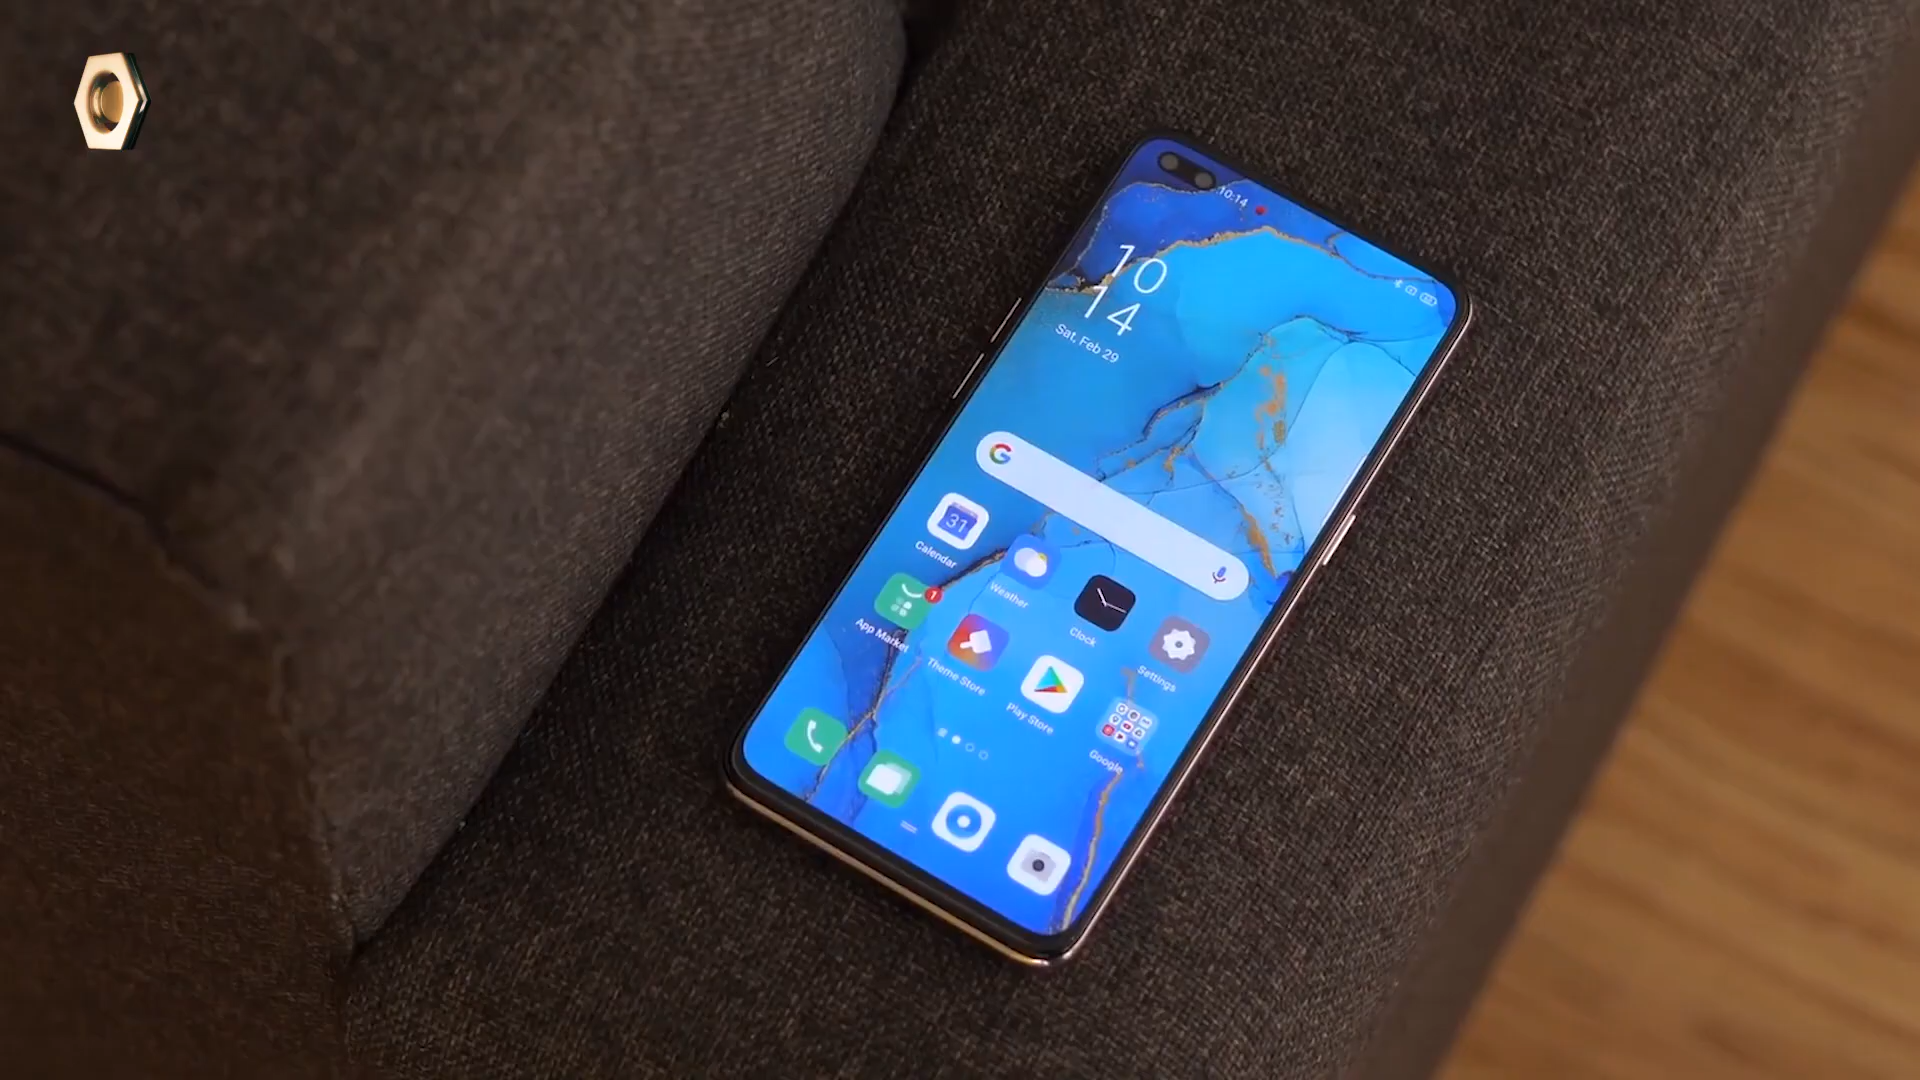 10:14
10
14
Sat, Feb 29
G
31
Calendar
Weather
Clock
Settings
1
App Market
Theme Store
Play Store
Google